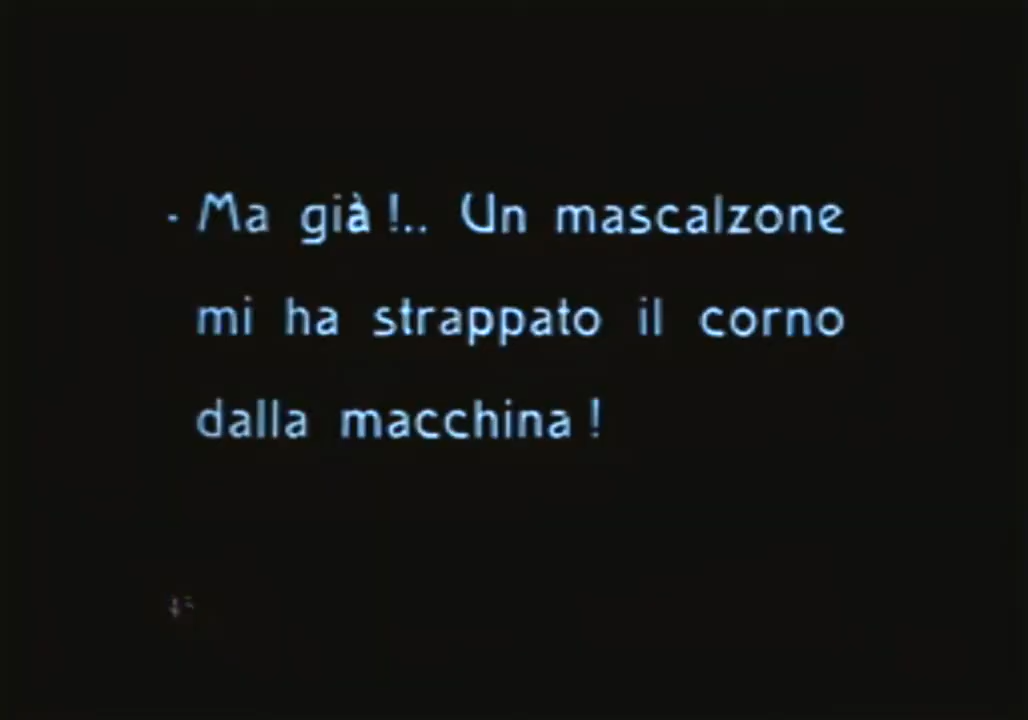 - Ma già !.. Un mascalzone
mi ha strappato il corno
dalla macchina !